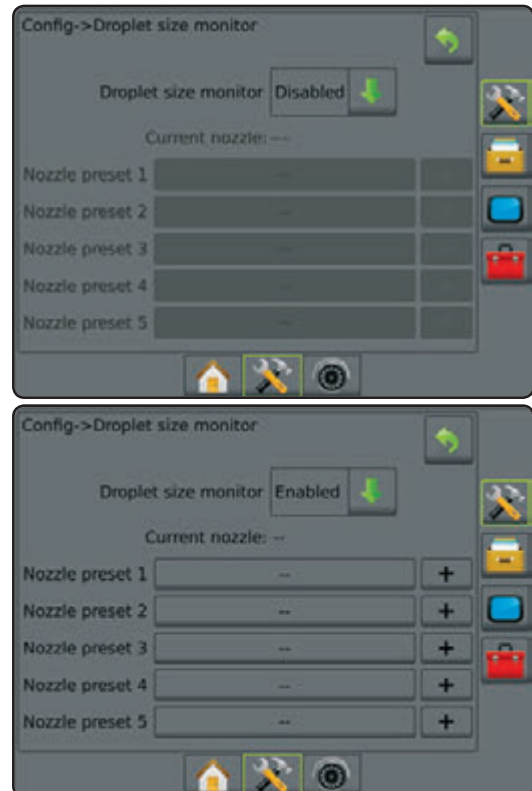 Config->Droplet size monitor
Droplet size monitor Disabled
Current nozzle: --
Nozzle preset 1 --
Nozzle preset 2 --
Nozzle preset 3 --
Nozzle preset 4 --
Nozzle preset 5 --
Config->Droplet size monitor
Droplet size monitor Enabled
Current nozzle: --
Nozzle preset 1 -- +
Nozzle preset 2 -- +
Nozzle preset 3 -- +
Nozzle preset 4 -- +
Nozzle preset 5 -- +